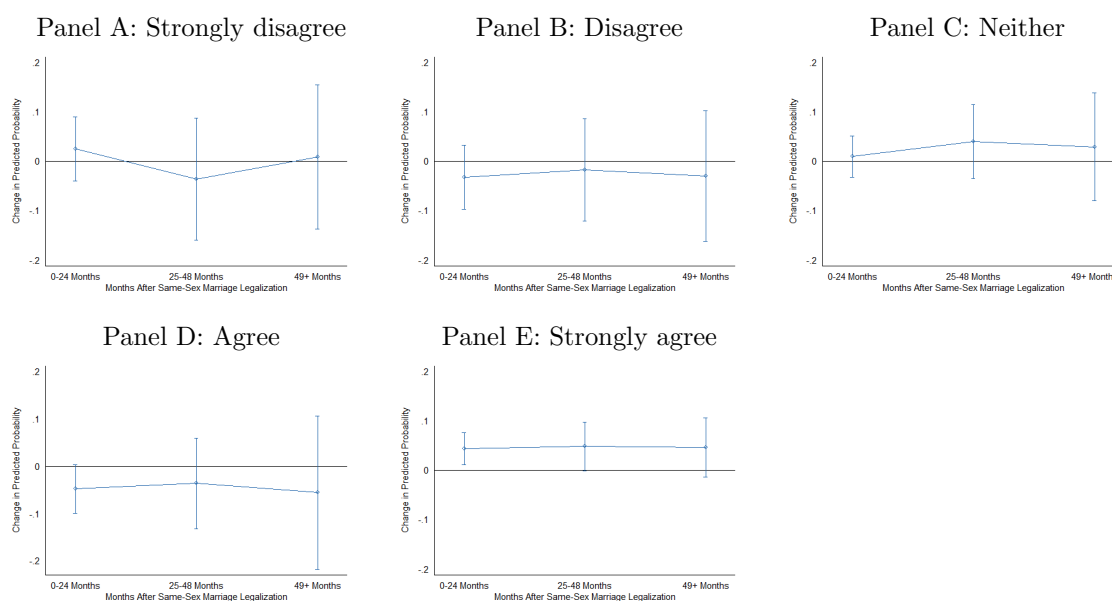 Panel A: Strongly disagree
.2
.1
0
-.1
-.2
Change in Predicted Probability
0-24 Months 25-48 Months 49+ Months
Months After Same-Sex Marriage Legalization
Panel B: Disagree
.2
.1
0
-.1
-.2
Change in Predicted Probability
0-24 Months 25-48 Months 49+ Months
Months After Same-Sex Marriage Legalization
Panel C: Neither
.2
.1
0
-.1
-.2
Change in Predicted Probability
0-24 Months 25-48 Months 49+ Month
Months After Same-Sex Marriage Legalization
Panel D: Agree
.2
.1
0
-.1
-.2
Change in Predicted Probability
0-24 Months 25-48 Months 49+ Months
Months After Same-Sex Marriage Legalization
Panel E: Strongly agree
.2
.1
0
-.1
-.2
Change in Predicted Probability
0-24 Months 25-48 Months 49+ Months
Months After Same-Sex Marriage Legalization